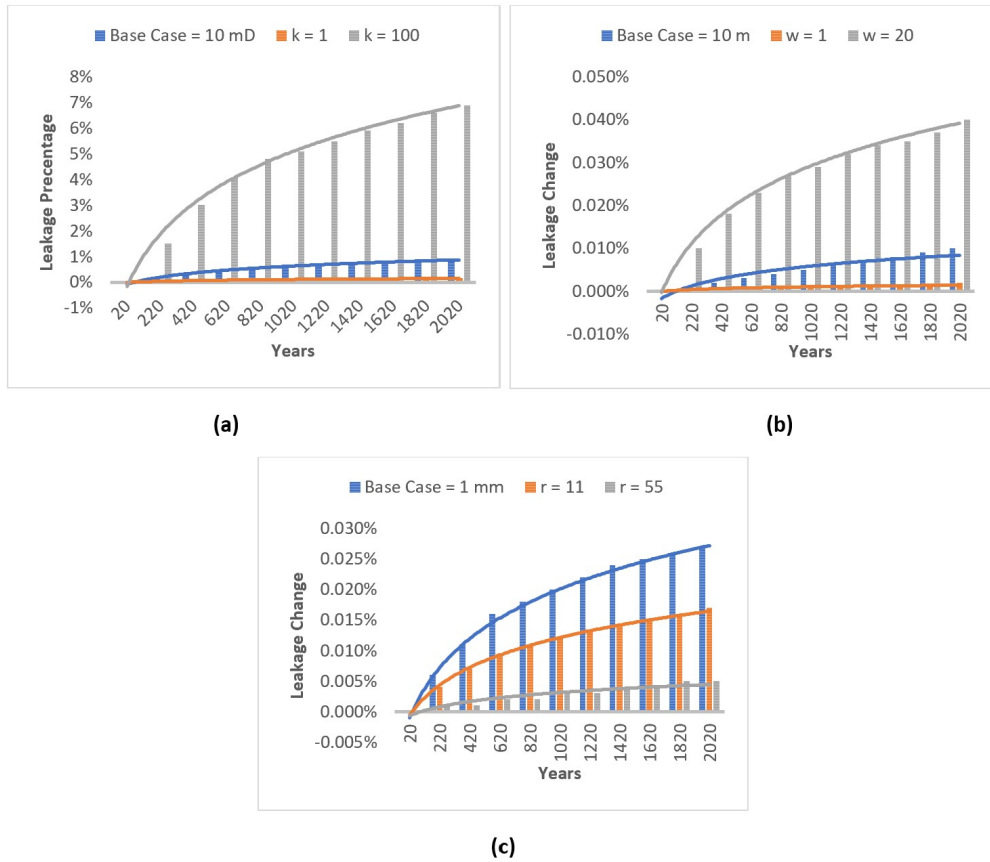 Base Case = 10 mD k = 1 k = 100
8%
7%
6%
5%
4%
3%
2%
1%
0%
-1%
Leakage Precentage
20 220 420 620 820 1020 1220 1420 1620 1820 2020
Years
(a)
Base Case = 10 m w = 1 w = 20
0.050%
0.040%
0.030%
0.020%
0.010%
0.000%
-0.010%
Leakage Change
20 220 420 620 820 1020 1220 1420 1620 1820 2020
Years
(b)
Base Case = 1 mm r = 11 r = 55
0.030%
0.025%
0.020%
0.015%
0.010%
0.005%
0.000%
-0.005%
Leakage Change
20 220 420 620 820 1020 1220 1420 1620 1820 2020
Years
(c)